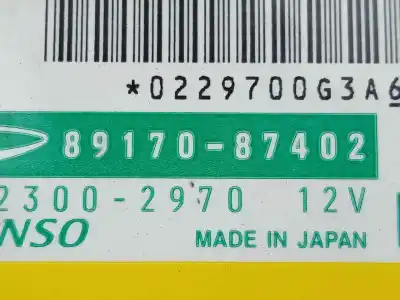 *0229700G3A6
89170-87402
2300-2970 12V
NSO MADE IN JAPAN